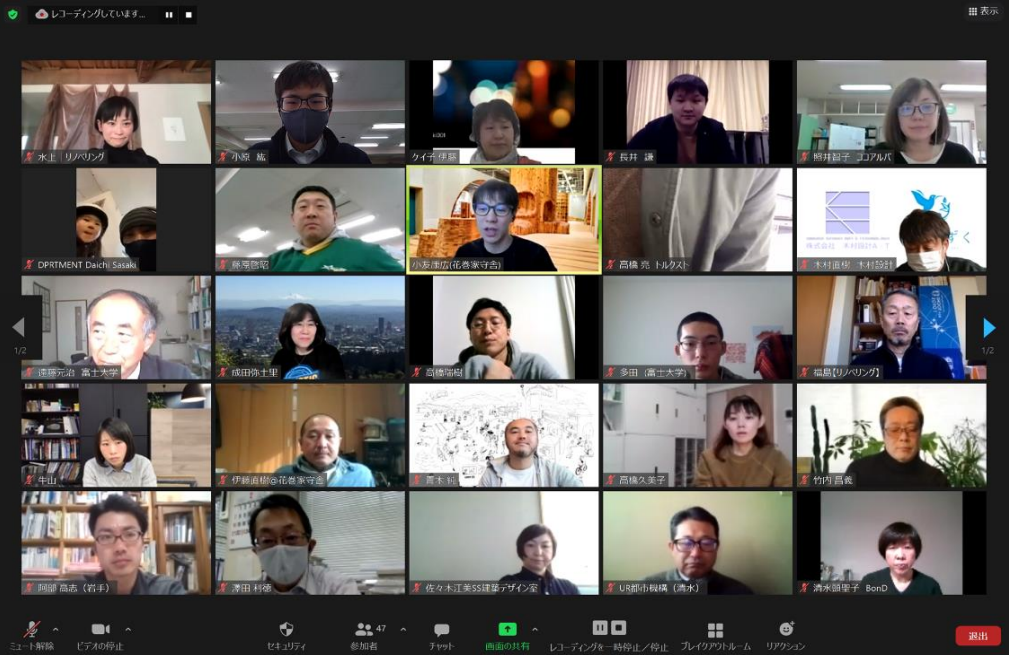 レコーディングしています...
表示
水上|リノベリング
小原 紘
ケイ子 伊藤
長井 謙
照井智子 ココアルバ
DPRTMENT Daichi Sasaki
藤原啓昭
小友康広(花巻家守舎)
高橋 亮 トルクスト
木村直樹 木村設計
1/2
遠藤元治 富士大学
成田弥土里
高橋瑞樹
多田 (富士大学)
福島【リノベリング】
1/2
牛山
伊藤直樹@花巻家守舎
青木 純
高橋久美子
竹内 昌義
阿部 高志(岩手)
澤田 利徳
佐々木江美SS建築デザイン室
UR都市機構(清水)
清水頭聖子 BonD
ミュート解除
ビデオの停止
セキュリティ
参加者
47
チャット
画面の共有
レコーディングを一時停止/停止
ブレイクアウトルーム
リアクション
退出